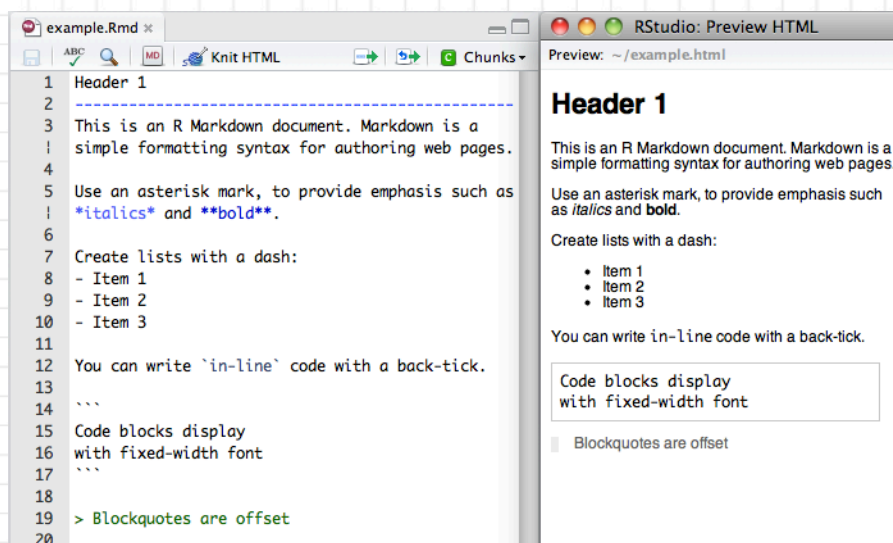 example.Rmd
ABC
MD
Knit HTML
C Chunks
1 Header 1
2 ------------------------------------------------
3 This is an R Markdown document. Markdown is a
simple formatting syntax for authoring web pages.
4
5 Use an asterisk mark, to provide emphasis such as
*italics* and **bold**.
6
7 Create lists with a dash:
8 - Item 1
9 - Item 2
10 - Item 3
11
12 You can write `in-line` code with a back-tick.
13
14 ```
15 Code blocks display
16 with fixed-width font
17 ```
18
19 > Blockquotes are offset
20
RStudio: Preview HTML
Preview: ~/example.html
Header 1
This is an R Markdown document. Markdown is a
simple formatting syntax for authoring web pages.
Use an asterisk mark, to provide emphasis such
as italics and bold.
Create lists with a dash:
• Item 1
• Item 2
• Item 3
You can write in-line code with a back-tick.
Code blocks display
with fixed-width font
Blockquotes are offset